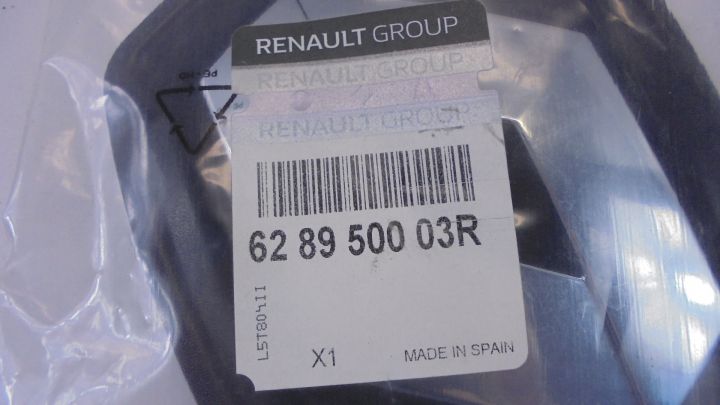 RENAULT GROUP
RENAULT GROUP
RENAULT GROUP
62 89 500 03R
L5T80411
X1
MADE IN SPAIN